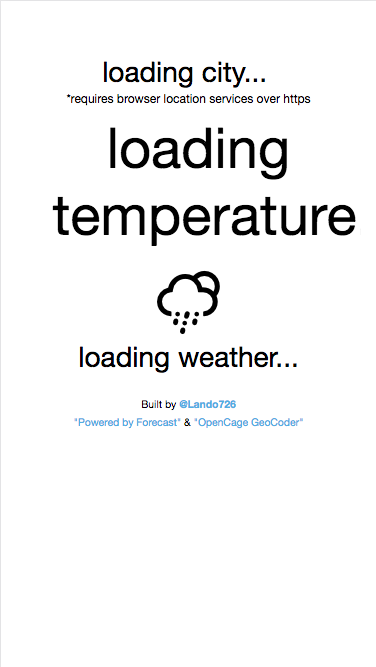 loading city...
*requires browser location services over https
loading
temperature
loading weather...
Built by @Lando726
"Powered by Forecast" & "OpenCage GeoCoder"